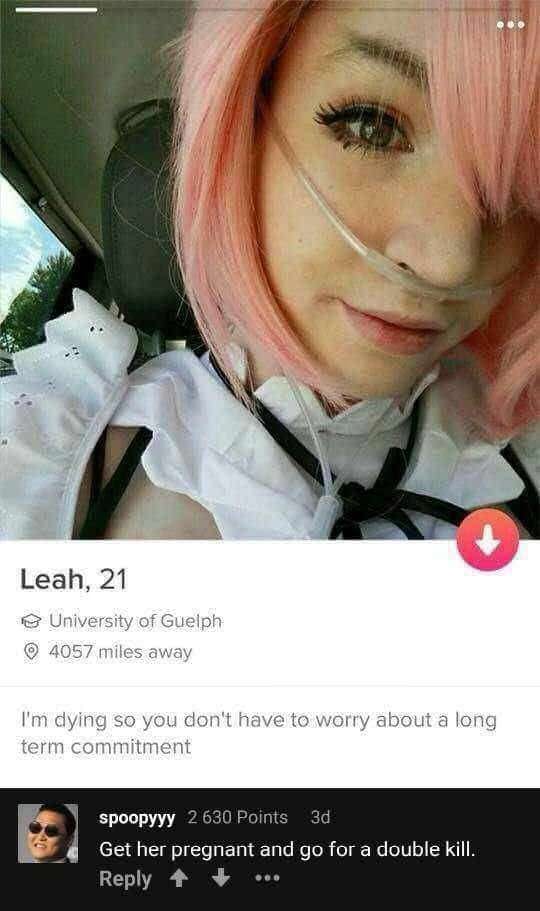 Leah, 21
University of Guelph
4057 miles away
I'm dying so you don't have to worry about a long
term commitment
spoopyyy 2 630 Points 3d
Get her pregnant and go for a double kill.
Reply